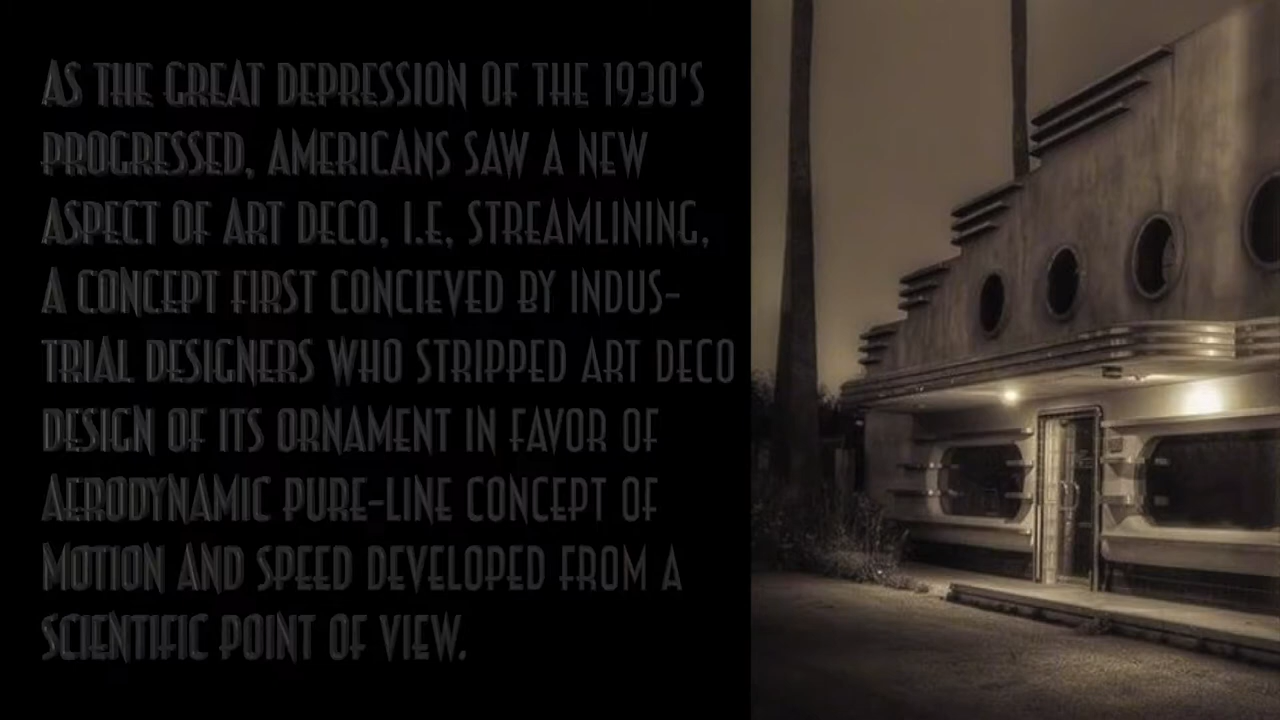 AS THE GREAT DEPRESSION OF THE 1930'S
PROGRESSED, AMERICANS SAW A NEW
ASPECT OF ART DECO, I.E, STREAMLINING,
A CONCEPT FIRST CONCIEVED BY INDUS-
TRIAL DESIGNERS WHO STRIPPED ART DECO
DESIGN OF ITS ORNAMENT IN FAVOR OF
AERODYNAMIC PURE-LINE CONCEPT OF
MOTION AND SPEED DEVELOPED FROM A
SCIENTIFIC POINT OF VIEW.